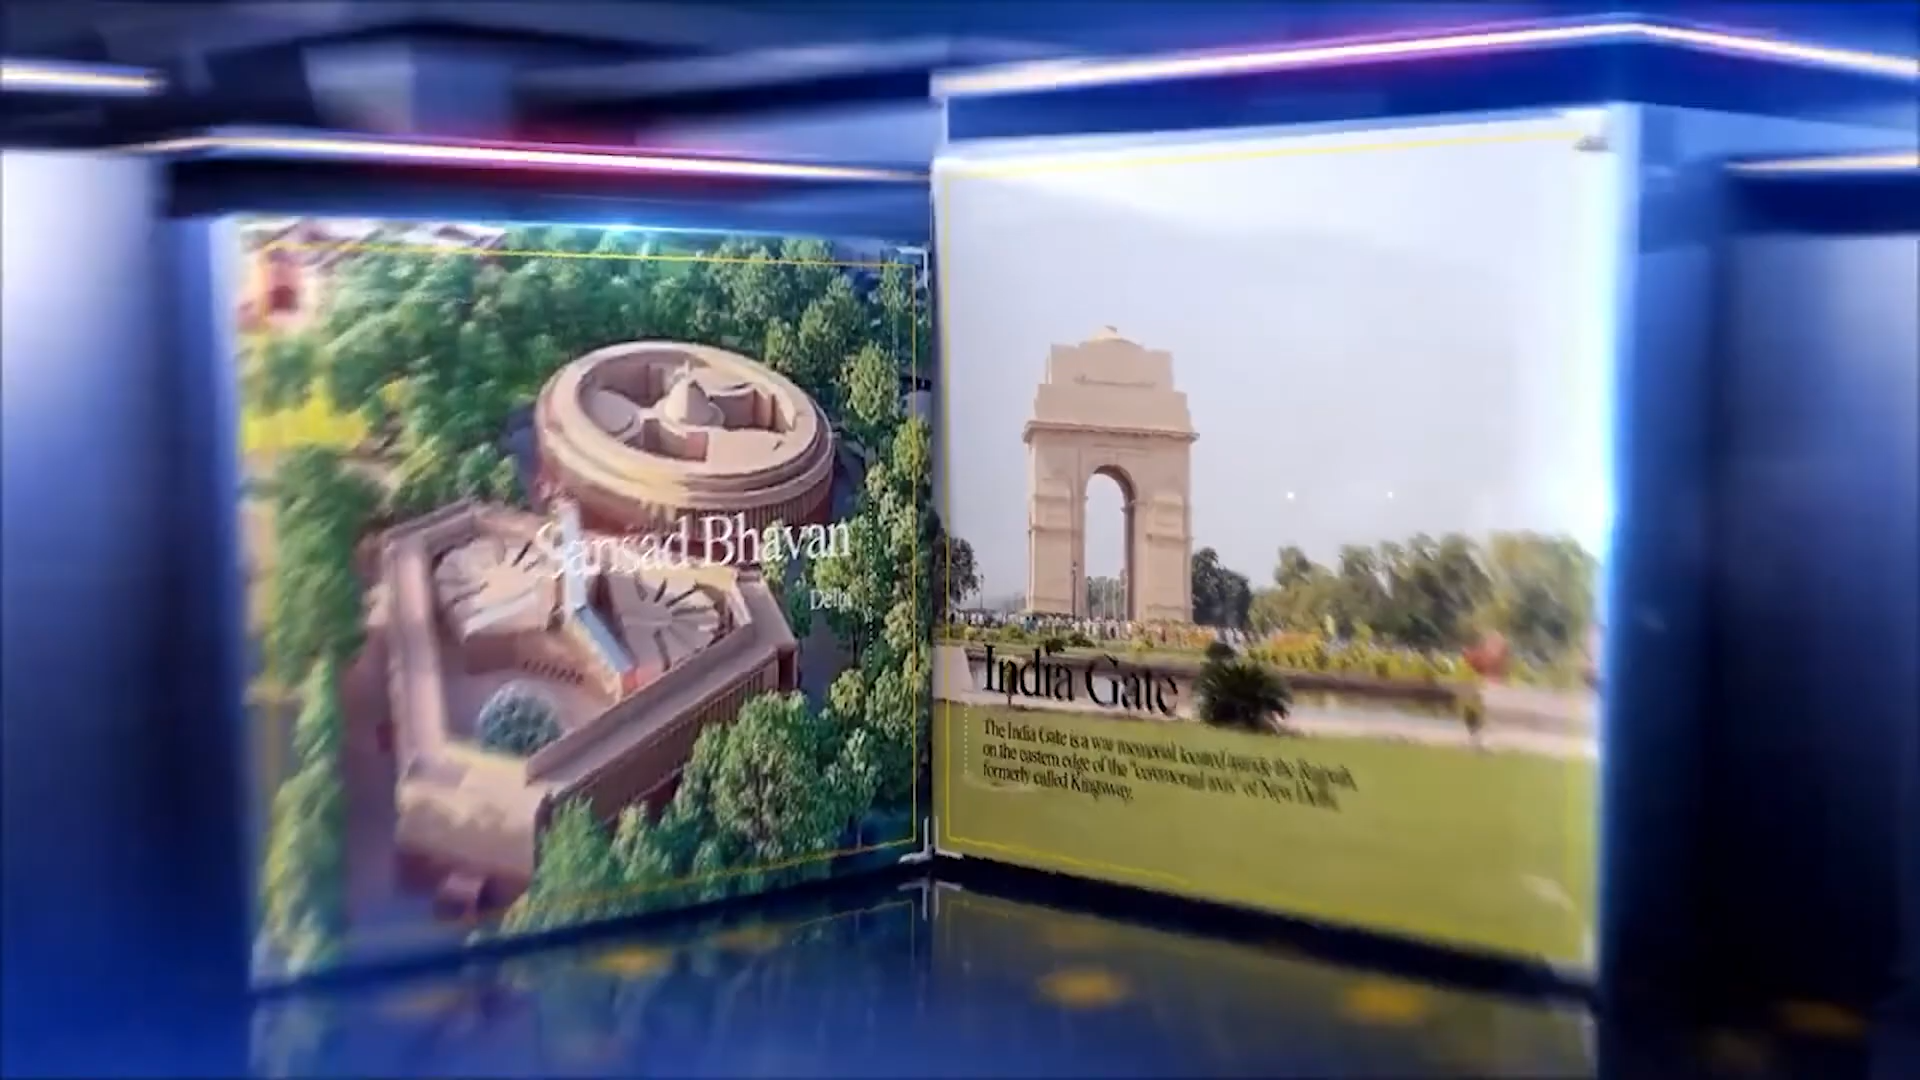 Sansad Bhavan
Delhi
India Gate
The India Gate is a war memorial located astride the Rajpath,
on the eastern edge of the "ceremonial axis" of New Delhi,
formerly called Kingsway.